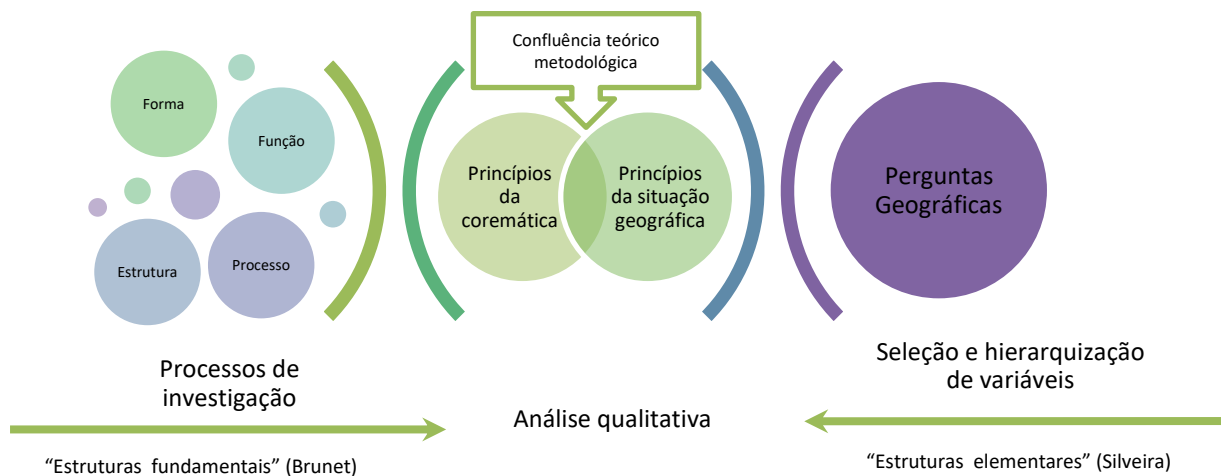 Confluência teórico
metodológica
Forma
Função
Estrutura
Processo
Princípios
da
coremática
Princípios
da situação
geográfica
Perguntas
Geográficas
Processos de
investigação
Análise qualitativa
Seleção e hierarquização
de variáveis
“Estruturas fundamentais” (Brunet)
“Estruturas elementares” (Silveira)